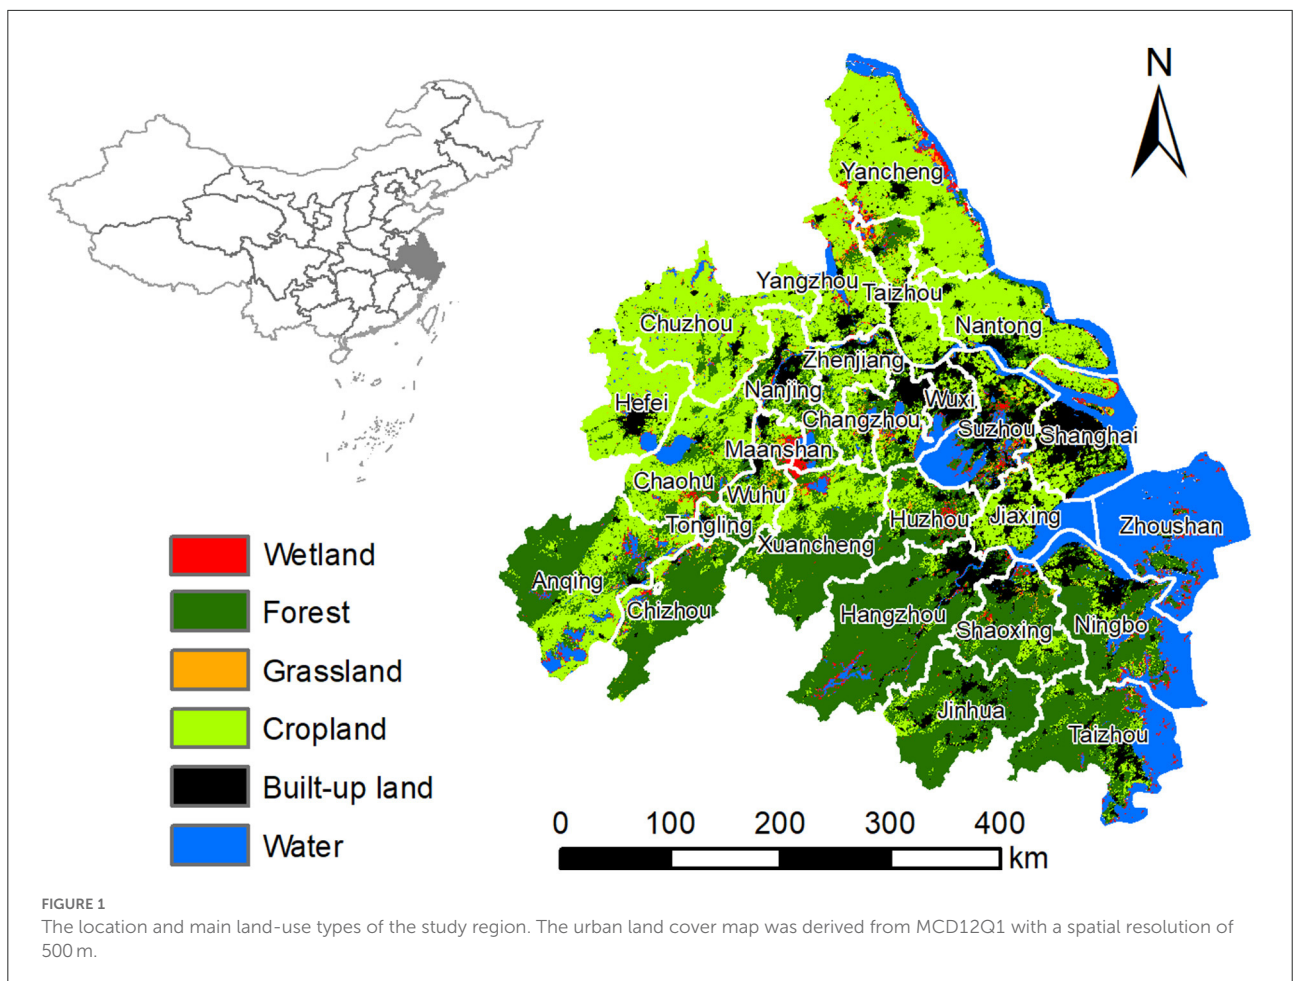 N
Yancheng
Yangzhou
Taizhou
Chuzhou
Nantong
Zhenjiang
Nanjing
Hefei
Wuxi
Changzhou
Suzhou
Shanghai
Maanshan
Chaohu
Wuhu
Huzhou
Jiaxing
Zhoushan
Tongling
Xuancheng
Anqing
Chizhou
Hangzhou
Shaoxing
Ningbo
Jinhua
Taizhou
Wetland
Forest
Grassland
Cropland
Built-up land
Water
0 100 200 300 400
km
FIGURE 1
The location and main land-use types of the study region. The urban land cover map was derived from MCD12Q1 with a spatial resolution of
500 m.